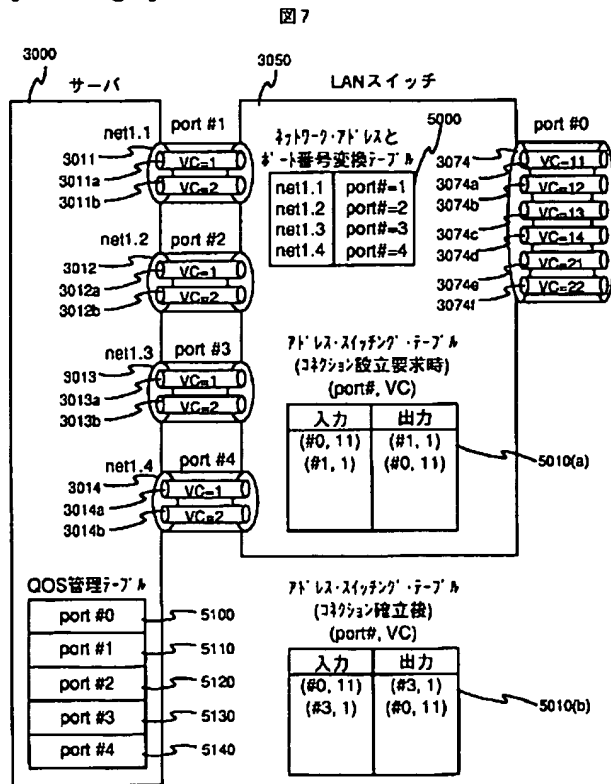 図7
3000
サーバ
3050
LANスイッチ
net1.1
port #1
3011
VC=1
3011a
VC=2
3011b
net1.2
port #2
3012
VC=1
3012a
VC=2
3012b
net1.3
port #3
3013
VC=1
3013a
VC=2
3013b
net1.4
port #4
3014
VC=1
3014a
VC=2
3014b
ネットワーク・アドレスと
ポート番号変換テーブル
5000
net1.1 port#=1
net1.2 port#=2
net1.3 port#=3
net1.4 port#=4
port #0
3074
VC=11
3074a
VC=12
3074b
VC=13
3074c
VC=14
3074d
VC=21
3074e
VC=22
3074f
アドレス・スイッチング・テーブル
(コネクション設立要求時)
(port#, VC)
入力 出力
(#0, 11) (#1, 1)
(#1, 1) (#0, 11)
5010(a)
QOS管理テーブル
port #0 5100
port #1 5110
port #2 5120
port #3 5130
port #4 5140
アドレス・スイッチング・テーブル
(コネクション確立後)
(port#, VC)
入力 出力
(#0, 11) (#3, 1)
(#3, 1) (#0, 11)
5010(b)